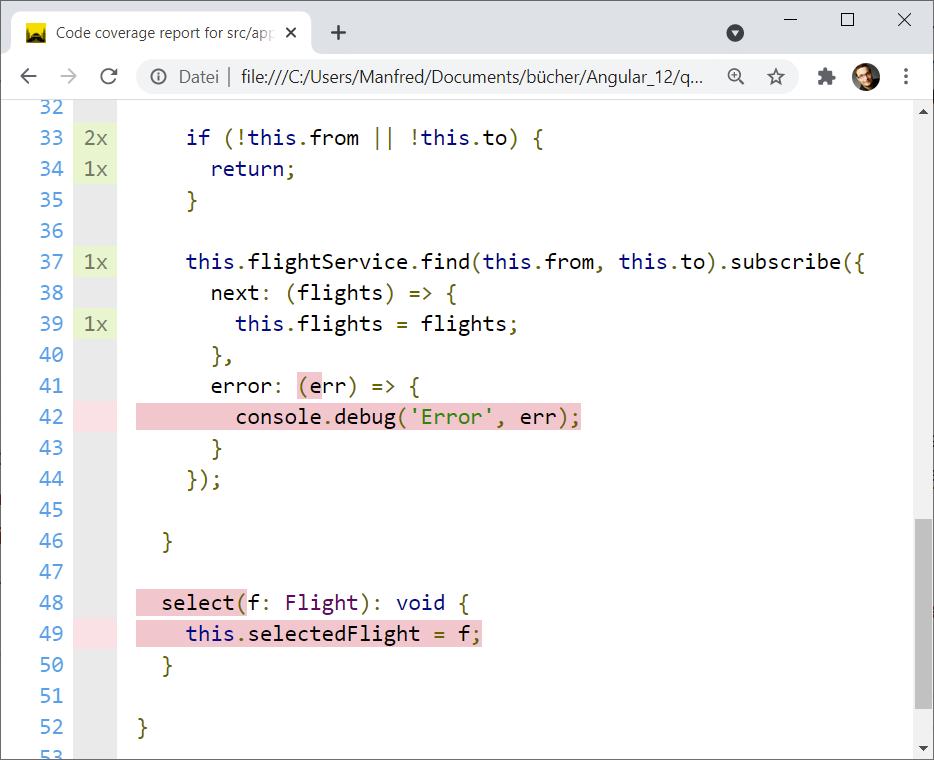 Code coverage report for src/app
Datei | file:///C:/Users/Manfred/Documents/bücher/Angular_12/q...
32
33 2x if (!this.from || !this.to) {
34 1x return;
35 }
36
37 1x this.flightService.find(this.from, this.to).subscribe({
38 next: (flights) => {
39 1x this.flights = flights;
40 },
41 error: (err) => {
42 console.debug('Error', err);
43 }
44 });
45
46 }
47
48 select(f: Flight): void {
49 this.selectedFlight = f;
50 }
51
52 }
53